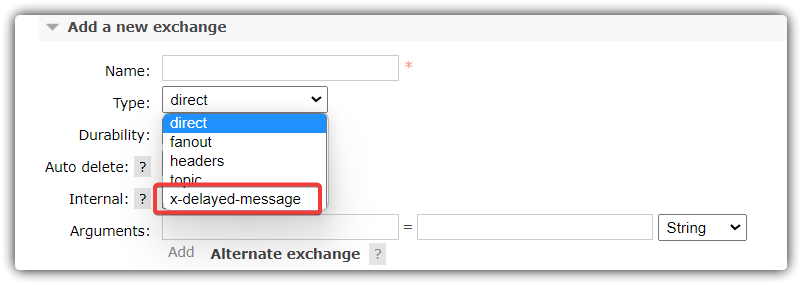 Add a new exchange
Name: *
Type: direct
direct
Durability:
fanout
headers
Auto delete: ?
topic
Internal: ? x-delayed-message
Arguments: = String
Add Alternate exchange ?